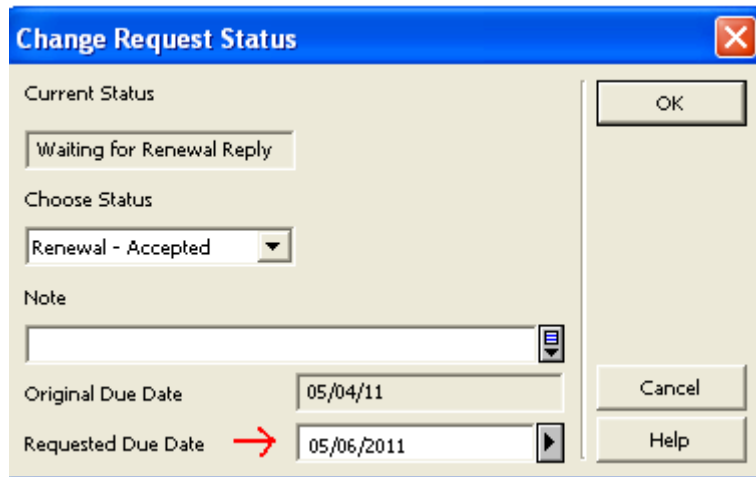 Change Request Status
Current Status
OK
Waiting for Renewal Reply
Choose Status
Renewal - Accepted
Note
Original Due Date 05/04/11
Cancel
Requested Due Date 05/06/2011
Help